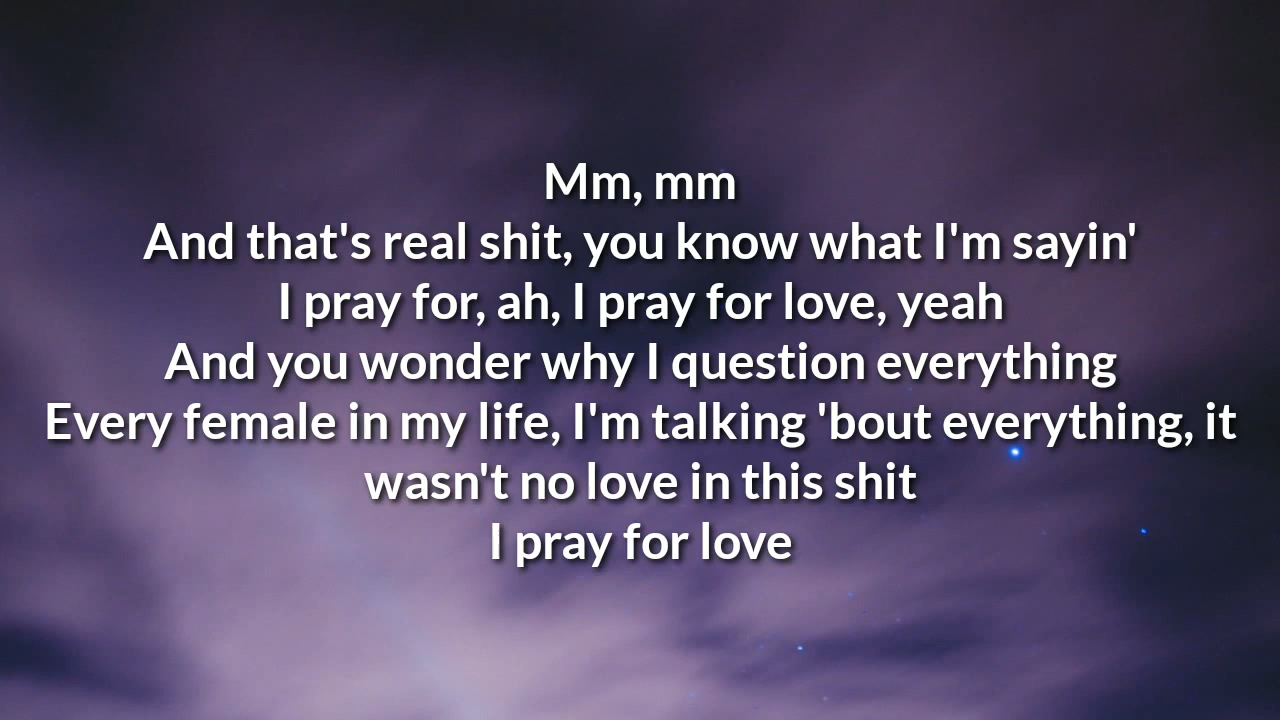 Mm, mm
And that's real shit, you know what I'm sayin'
I pray for, ah, I pray for love, yeah
And you wonder why I question everything
Every female in my life, I'm talking 'bout everything, it
wasn't no love in this shit
I pray for love